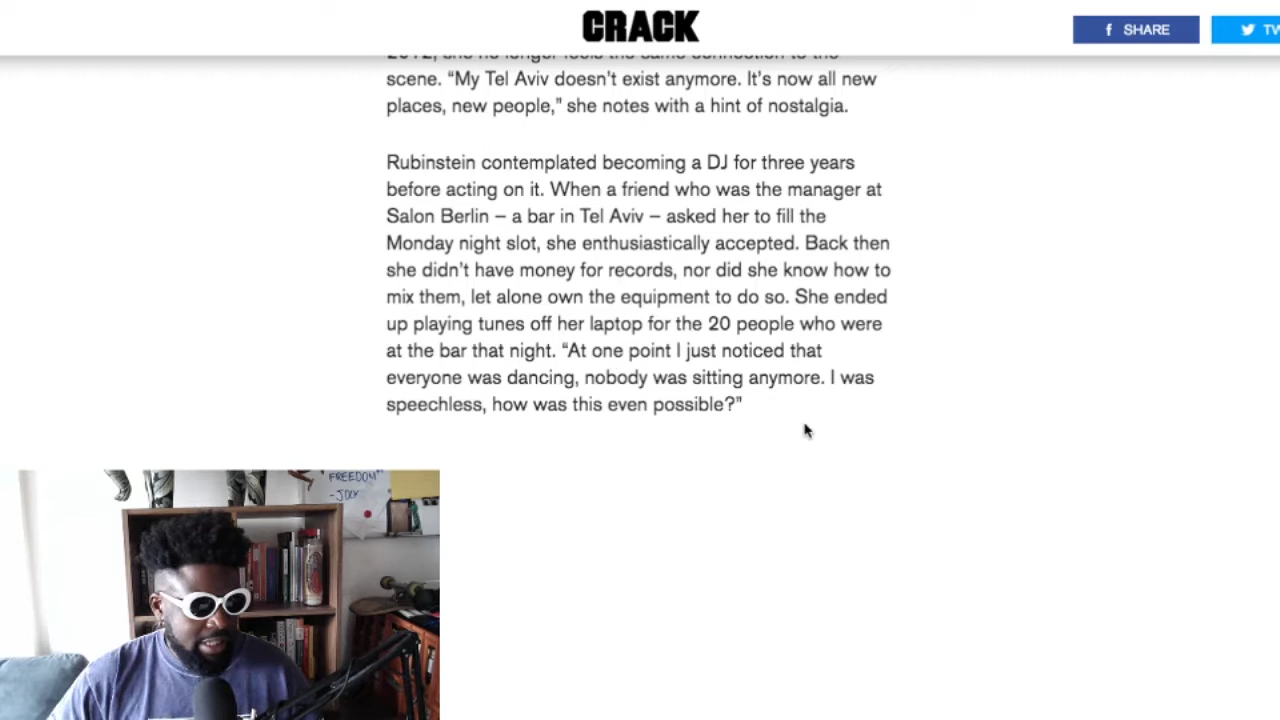 CRACK
f SHARE
TW
scene. “My Tel Aviv doesn’t exist anymore. It’s now all new
places, new people,” she notes with a hint of nostalgia.
Rubinstein contemplated becoming a DJ for three years
before acting on it. When a friend who was the manager at
Salon Berlin – a bar in Tel Aviv – asked her to fill the
Monday night slot, she enthusiastically accepted. Back then
she didn’t have money for records, nor did she know how to
mix them, let alone own the equipment to do so. She ended
up playing tunes off her laptop for the 20 people who were
at the bar that night. “At one point I just noticed that
everyone was dancing, nobody was sitting anymore. I was
speechless, how was this even possible?”
FREEDOM"